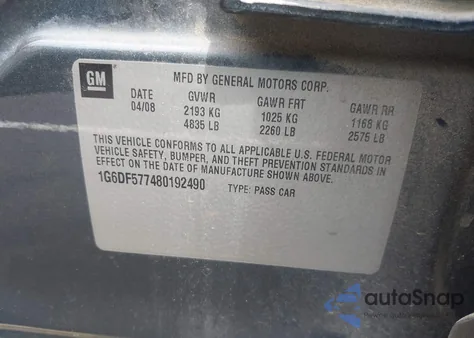 GM
MFD BY GENERAL MOTORS CORP.
DATE GVWR GAWR FRT GAWR RR
04/08 2193 KG 1025 KG 1168 KG
4835 LB 2260 LB 2575 LB
THIS VEHICLE CONFORMS TO ALL APPLICABLE U.S. FEDERAL MOTOR
VEHICLE SAFETY, BUMPER, AND THEFT PREVENTION STANDARDS IN
EFFECT ON THE DATE OF MANUFACTURE SHOWN ABOVE.
1G6DF577480192490 TYPE: PASS CAR
autoSnap